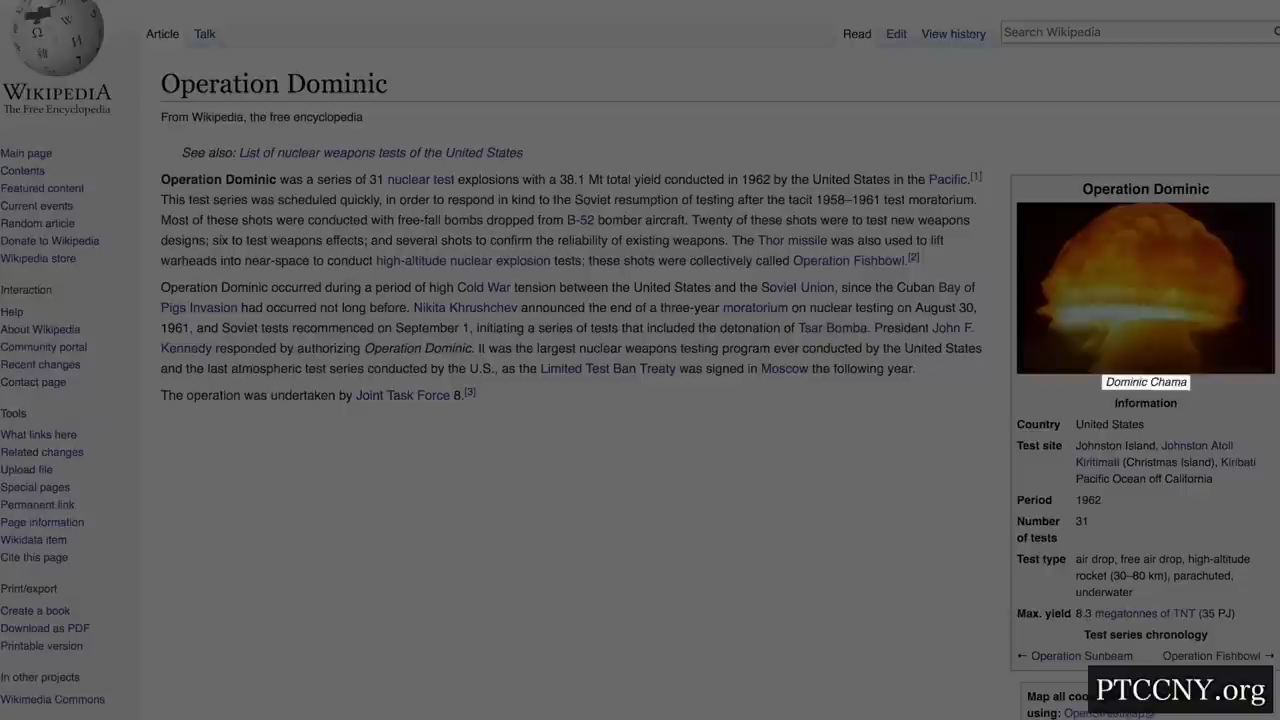 Article Talk
Read Edit View history
Search Wikipedia
WIKIPEDIA
The Free Encyclopedia
Main page
Contents
Featured content
Current events
Random article
Donate to Wikipedia
Wikipedia store
Interaction
Help
About Wikipedia
Community portal
Recent changes
Contact page
Tools
What links here
Related changes
Upload file
Special pages
Permanent link
Page information
Wikidata item
Cite this page
Print/export
Create a book
Download as PDF
Printable version
In other projects
Wikimedia Commons
Operation Dominic
From Wikipedia, the free encyclopedia
See also: List of nuclear weapons tests of the United States
Operation Dominic was a series of 31 nuclear test explosions with a 38.1 Mt total yield conducted in 1962 by the United States in the Pacific.[1]
This test series was scheduled quickly, in order to respond in kind to the Soviet resumption of testing after the tacit 1958–1961 test moratorium.
Most of these shots were conducted with free-fall bombs dropped from B-52 bomber aircraft. Twenty of these shots were to test new weapons
designs; six to test weapons effects; and several shots to confirm the reliability of existing weapons. The Thor missile was also used to lift
warheads into near-space to conduct high-altitude nuclear explosion tests; these shots were collectively called Operation Fishbowl.[2]
Operation Dominic occurred during a period of high Cold War tension between the United States and the Soviet Union, since the Cuban Bay of
Pigs Invasion had occurred not long before. Nikita Khrushchev announced the end of a three-year moratorium on nuclear testing on August 30,
1961, and Soviet tests recommenced on September 1, initiating a series of tests that included the detonation of Tsar Bomba. President John F.
Kennedy responded by authorizing Operation Dominic. It was the largest nuclear weapons testing program ever conducted by the United States
and the last atmospheric test series conducted by the U.S., as the Limited Test Ban Treaty was signed in Moscow the following year.
The operation was undertaken by Joint Task Force 8.[3]
Operation Dominic
Dominic Chama
Information
Country United States
Test site Johnston Island, Johnston Atoll
Kiritimati (Christmas Island), Kiribati
Pacific Ocean off California
Period 1962
Number 31
of tests
Test type air drop, free air drop, high-altitude
rocket (30–80 km), parachuted,
underwater
Max. yield 8.3 megatonnes of TNT (35 PJ)
Test series chronology
← Operation Sunbeam Operation Fishbowl →
Map all
using: OpenStreetMap
PTCCNY.org